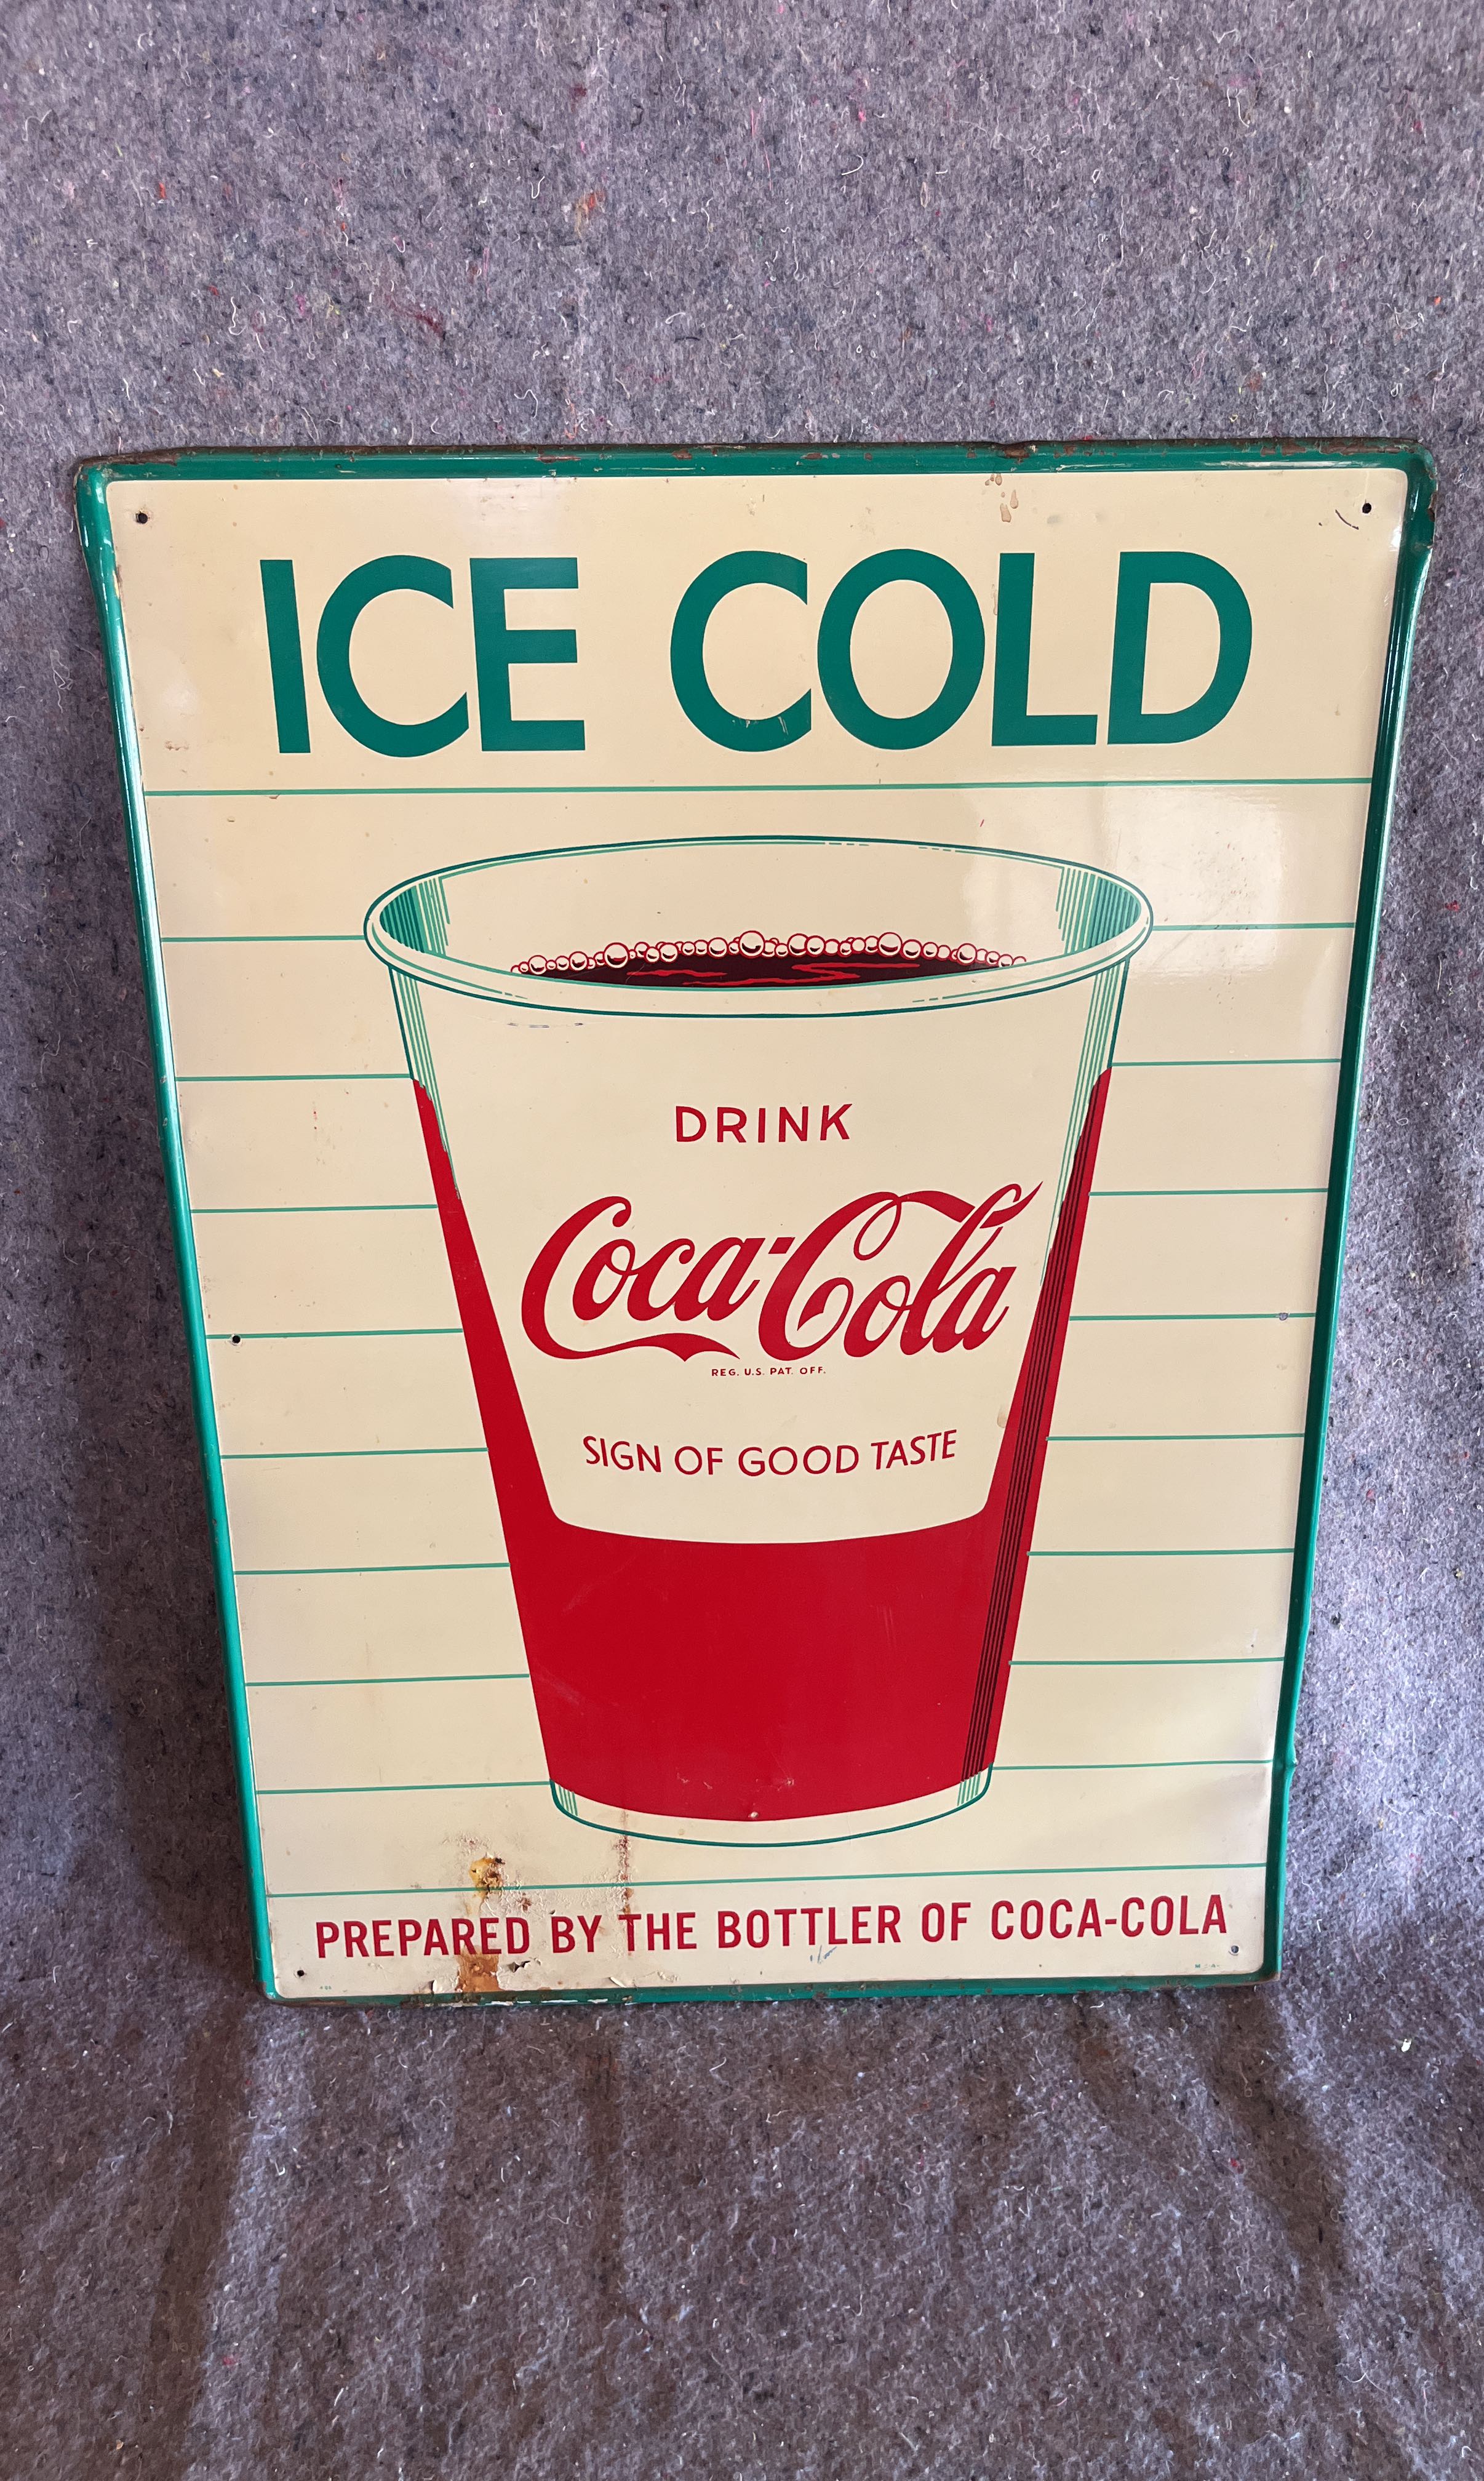 ICE COLD
DRINK
Coca-Cola
REG. U.S. PAT. OFF.
SIGN OF GOOD TASTE
PREPARED BY THE BOTTLER OF COCA-COLA